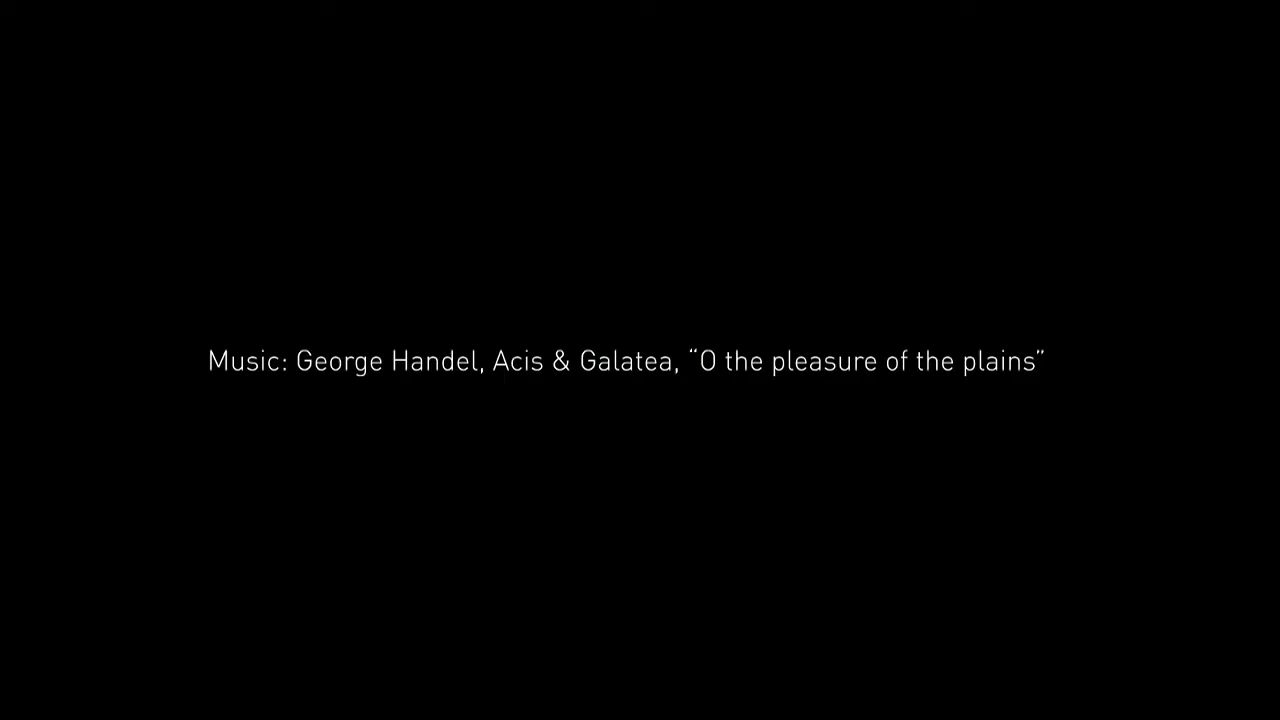 Music: George Handel, Acis & Galatea, “O the pleasure of the plains”